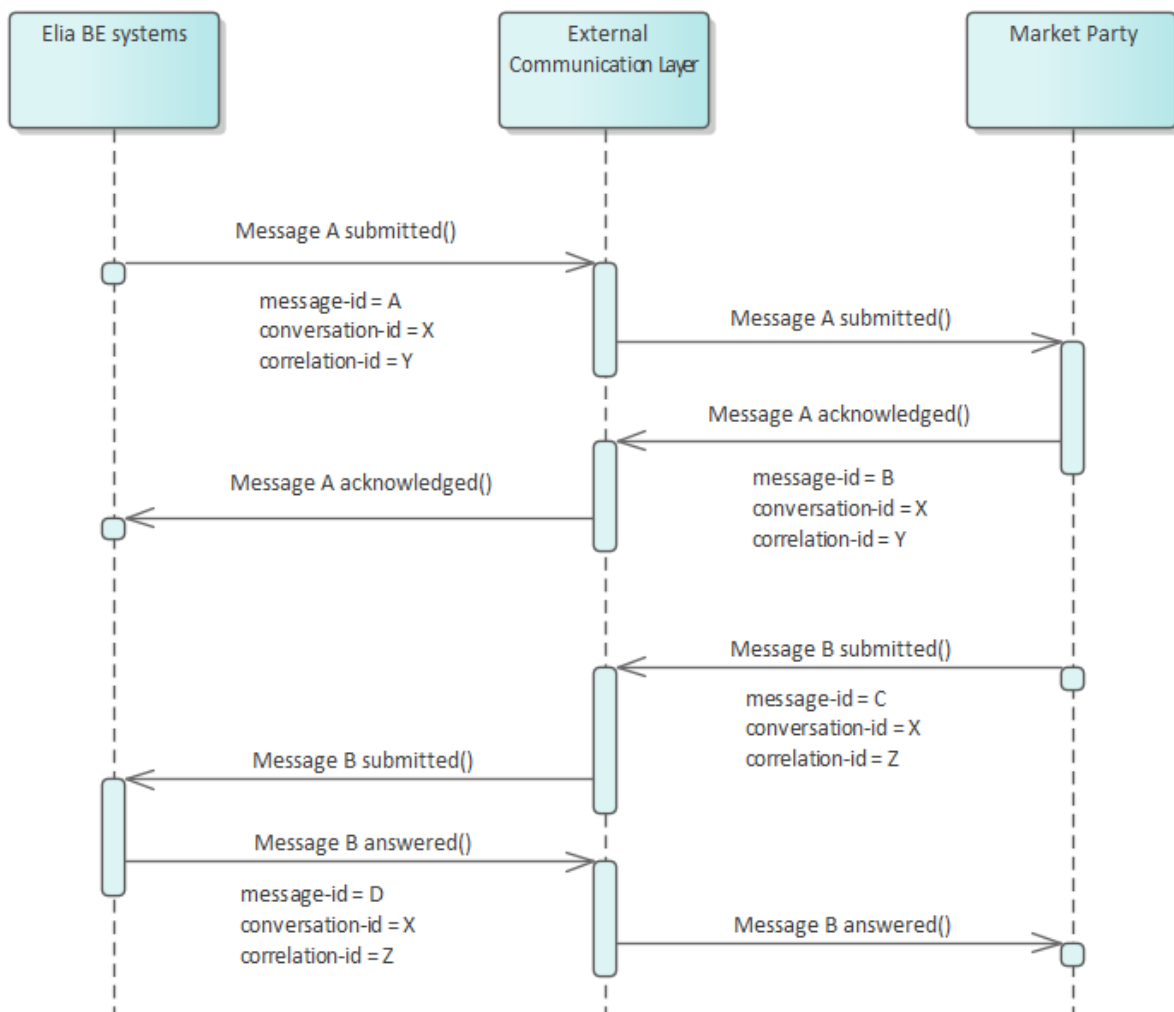 Elia BE systems
External
Communication Layer
Market Party
Message A submitted()
message-id = A
conversation-id = X
correlation-id = Y
Message A submitted()
Message A acknowledged()
message-id = B
conversation-id = X
correlation-id = Y
Message A acknowledged()
Message B submitted()
message-id = C
conversation-id = X
correlation-id = Z
Message B submitted()
Message B answered()
message-id = D
conversation-id = X
correlation-id = Z
Message B answered()